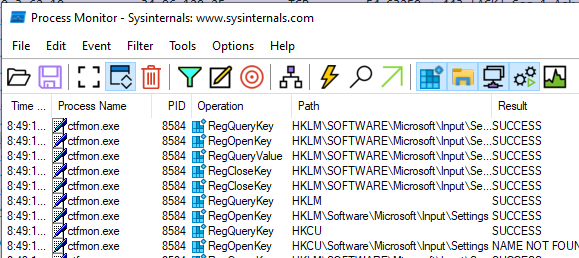 Process Monitor - Sysinternals: www.sysinternals.com
File Edit Event Filter Tools Options Help
Time ... Process Name PID Operation Path Result
8:49:1... ctfmon.exe 8584 RegQueryKey HKLM\SOFTWARE\Microsoft\Input\Se... SUCCESS
8:49:1... ctfmon.exe 8584 RegOpenKey HKLM\SOFTWARE\Microsoft\Input\Se... SUCCESS
8:49:1... ctfmon.exe 8584 RegQueryValue HKLM\SOFTWARE\Microsoft\Input\Se... SUCCESS
8:49:1... ctfmon.exe 8584 RegCloseKey HKLM\SOFTWARE\Microsoft\Input\Se... SUCCESS
8:49:1... ctfmon.exe 8584 RegCloseKey HKLM\SOFTWARE\Microsoft\Input\Se... SUCCESS
8:49:1... ctfmon.exe 8584 RegQueryKey HKLM SUCCESS
8:49:1... ctfmon.exe 8584 RegOpenKey HKLM\Software\Microsoft\Input\Settings SUCCESS
8:49:1... ctfmon.exe 8584 RegQueryKey HKCU SUCCESS
8:49:1... ctfmon.exe 8584 RegOpenKey HKCU\Software\Microsoft\Input\Settings NAME NOT FOUN